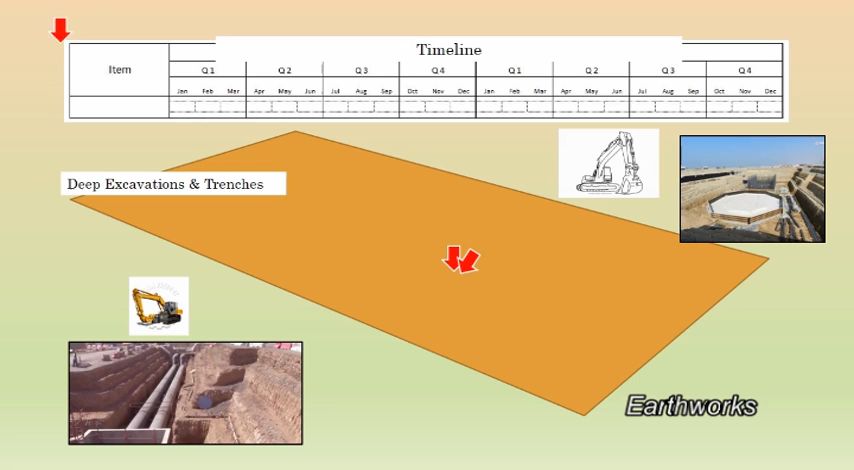 Timeline
Item
Q1 Q2 Q3 Q4 Q1 Q2 Q3 Q4
Jan Feb Mar Apr May Jun Jul Aug Sep Oct Nov Dec Jan Feb Mar Apr May Jun Jul Aug Sep Oct Nov Dec
Deep Excavations & Trenches
Earthworks